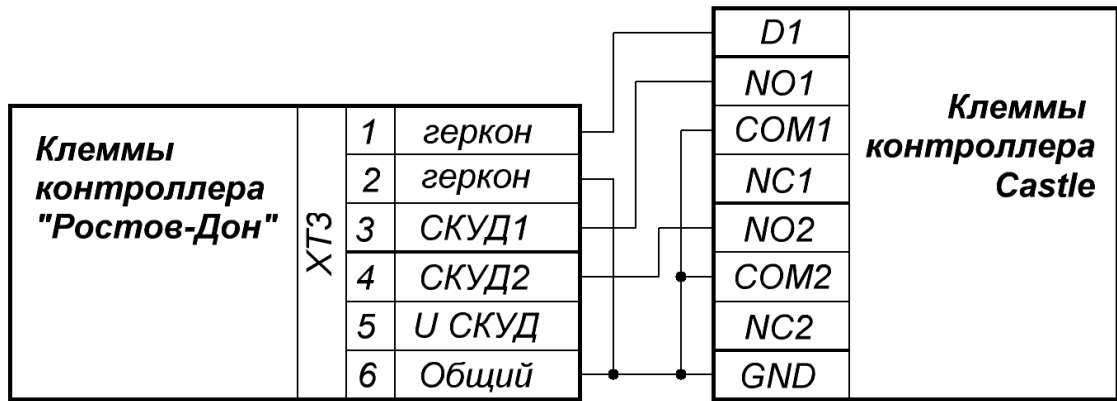 Клеммы
контроллера
"Ростов-Дон"
ХТ3
1 геркон
2 геркон
3 СКУД1
4 СКУД2
5 U СКУД
6 Общий
D1
NO1
COM1
NC1
NO2
COM2
NC2
GND
Клеммы
контроллера
Castle